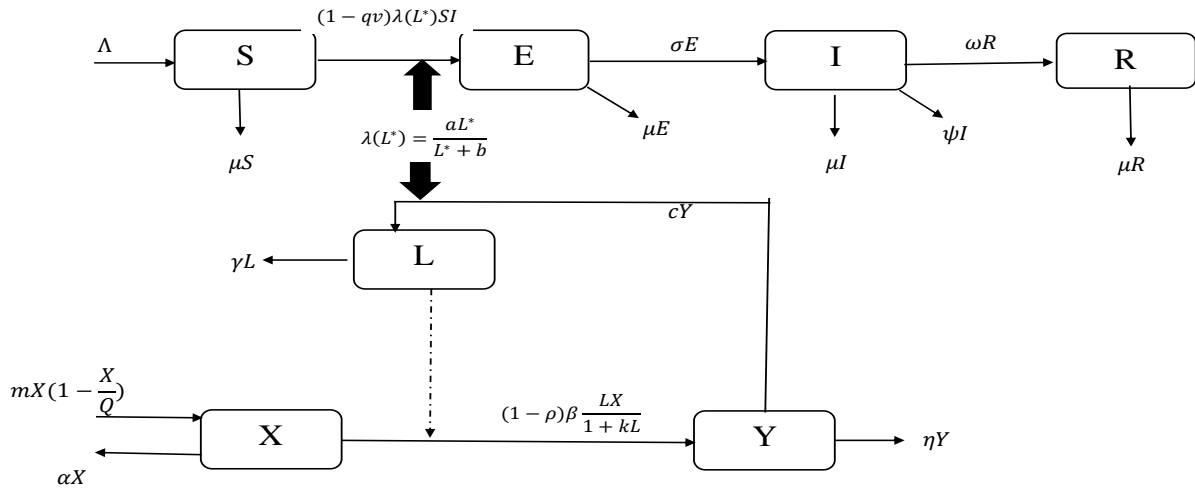 (1 − qv)λ(L*)SI
Λ
S
E
σE
I
ωR
R
μS
λ(L*) = aL* / (L* + b)
μE
μI
ψI
μR
cY
L
γL
mX(1 − X/Q)
X
(1 − ρ)β LX / (1 + kL)
Y
ηY
αX